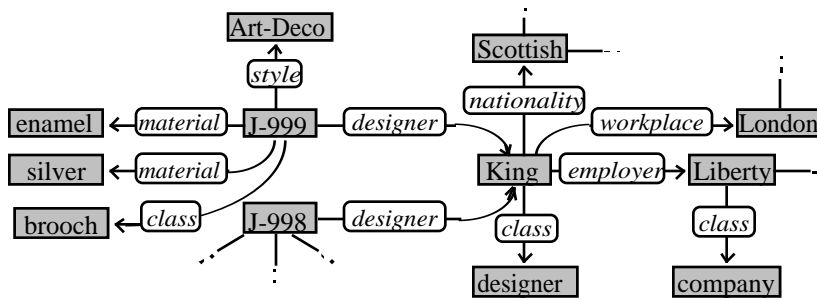 Art-Deco
Scottish
style
nationality
enamel
material
J-999
designer
workplace
London
silver
material
King
employer
Liberty
brooch
class
J-998
designer
class
class
designer
company